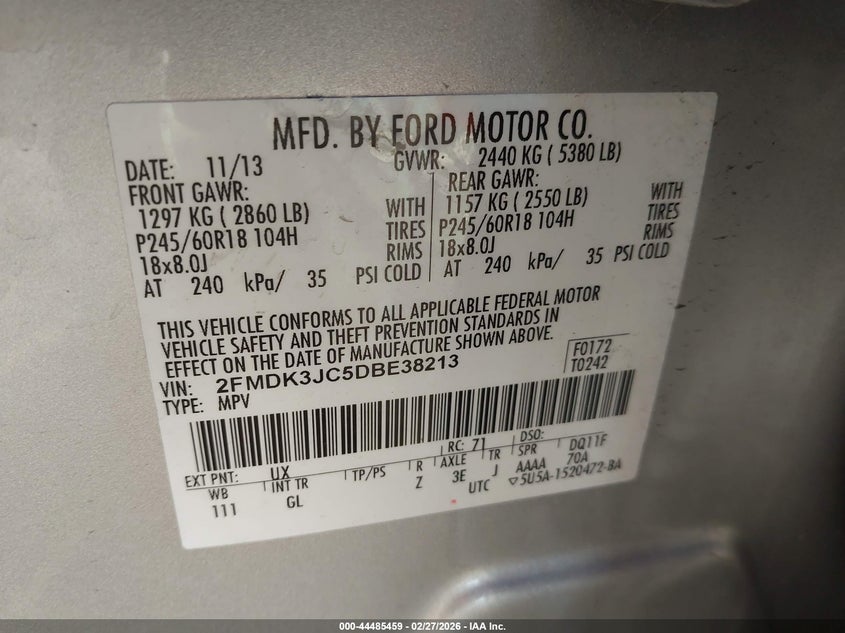 MFD. BY FORD MOTOR CO.
DATE: 11/13 GVWR: 2440 KG ( 5380 LB)
FRONT GAWR: REAR GAWR:
1297 KG ( 2860 LB) WITH 1157 KG ( 2550 LB) WITH
P245/60R18 104H TIRES P245/60R18 104H TIRES
18x8.0J RIMS 18x8.0J RIMS
AT 240 kPa/ 35 PSI COLD AT 240 kPa/ 35 PSI COLD
THIS VEHICLE CONFORMS TO ALL APPLICABLE FEDERAL MOTOR
VEHICLE SAFETY AND THEFT PREVENTION STANDARDS IN
EFFECT ON THE DATE OF MANUFACTURE SHOWN ABOVE.
VIN: 2FMDK3JC5DBE38213 F0172
TYPE: MPV T0242
EXT PNT: UX RC: 71 DSO: DQ11F
WB INT TR TP/PS R AXLE TR SPR 70A
111 GL Z 3E J AAAA
UTC ▽5U5A-1520472-BA
000-44485459 - 02/27/2026 - IAA Inc.